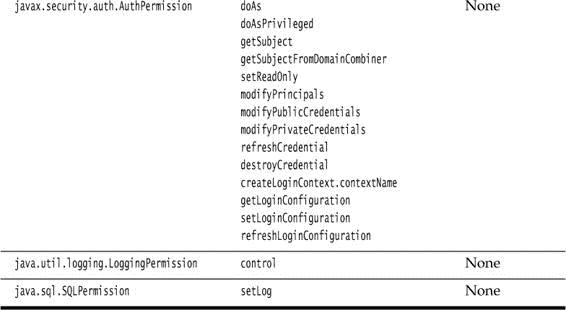 javax.security.auth.AuthPermission doAs None
doAsPrivileged
getSubject
getSubjectFromDomainCombiner
setReadOnly
modifyPrincipals
modifyPublicCredentials
modifyPrivateCredentials
refreshCredential
destroyCredential
createLoginContext.contextName
getLoginConfiguration
setLoginConfiguration
refreshLoginConfiguration
java.util.logging.LoggingPermission control None
java.sql.SQLPermission setLog None